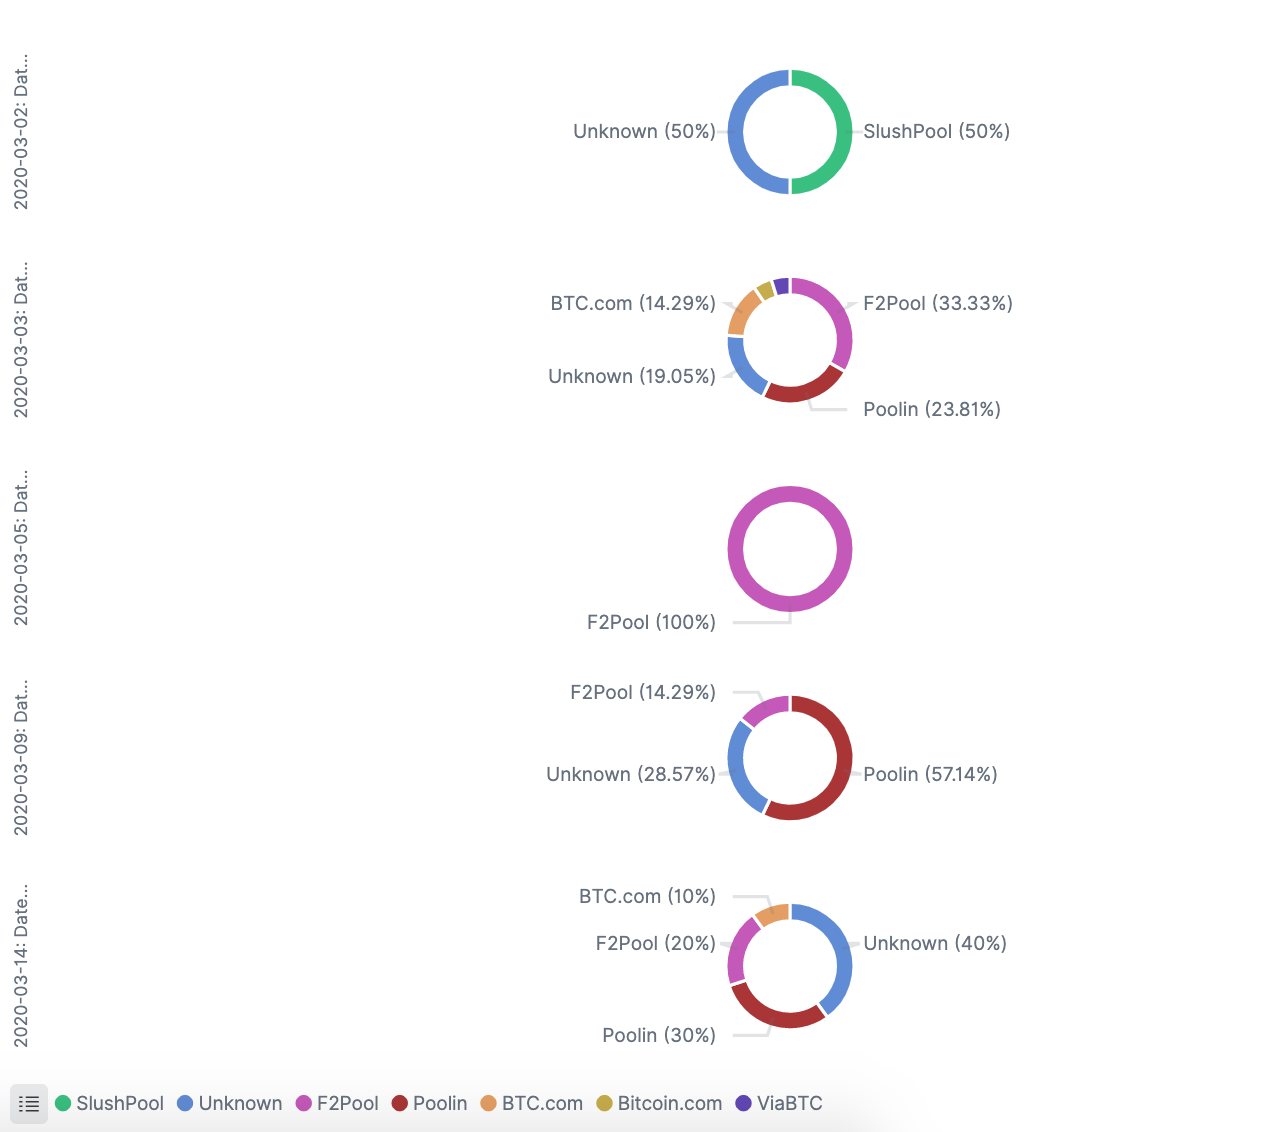 2020-03-02: Dat...
Unknown (50%)
SlushPool (50%)
2020-03-03: Dat...
BTC.com (14.29%)
F2Pool (33.33%)
Unknown (19.05%)
Poolin (23.81%)
2020-03-05: Dat...
F2Pool (100%)
2020-03-09: Dat...
F2Pool (14.29%)
Unknown (28.57%)
Poolin (57.14%)
2020-03-14: Date...
BTC.com (10%)
F2Pool (20%)
Unknown (40%)
Poolin (30%)
SlushPool Unknown F2Pool Poolin BTC.com Bitcoin.com ViaBTC